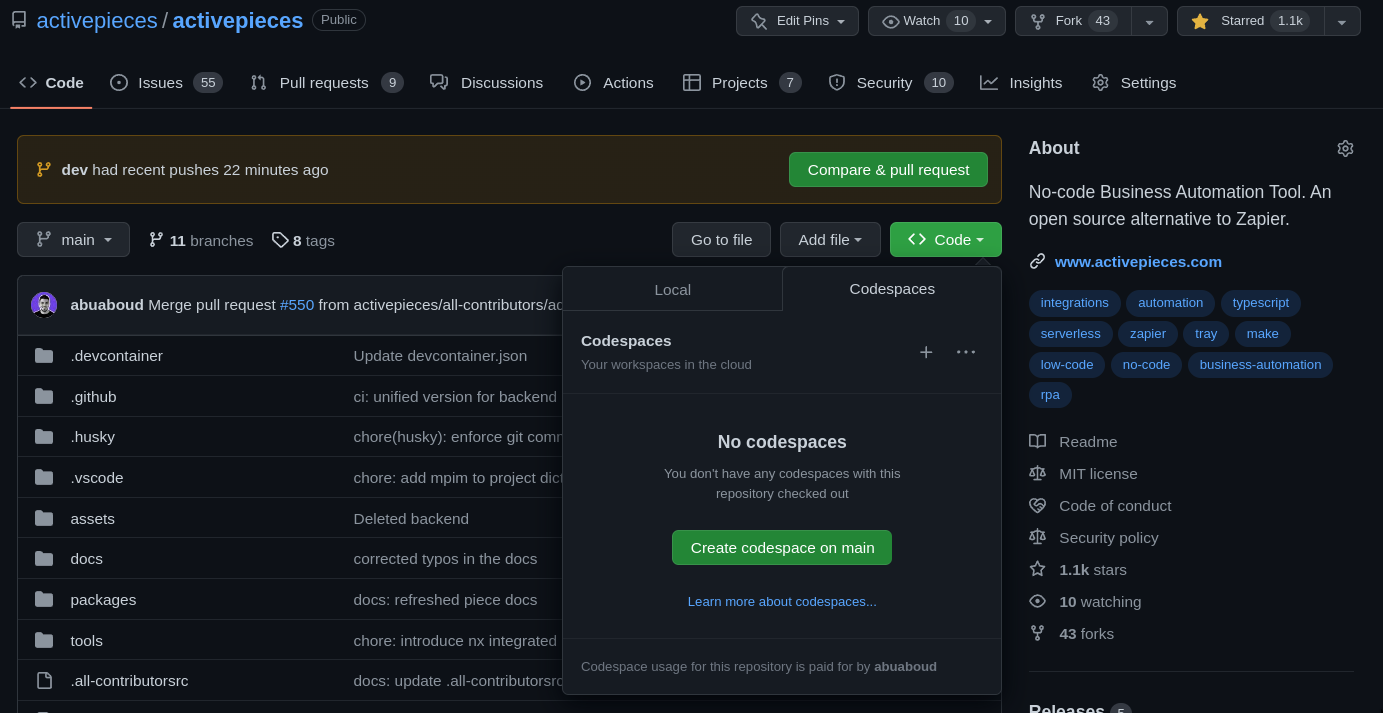 activepieces / activepieces Public
Edit Pins Watch 10 Fork 43 Starred 1.1k
Code Issues 55 Pull requests 9 Discussions Actions Projects 7 Security 10 Insights Settings
dev had recent pushes 22 minutes ago Compare & pull request
main 11 branches 8 tags Go to file Add file Code
abuaboud Merge pull request #550 from activepieces/all-contributors/ad
.devcontainer Update devcontainer.json
.github ci: unified version for backend
.husky chore(husky): enforce git comm
.vscode chore: add mpim to project dict
assets Deleted backend
docs corrected typos in the docs
packages docs: refreshed piece docs
tools chore: introduce nx integrated
.all-contributorsrc docs: update .all-contributorsrc
Local Codespaces
Codespaces
Your workspaces in the cloud
No codespaces
You don't have any codespaces with this
repository checked out
Create codespace on main
Learn more about codespaces...
Codespace usage for this repository is paid for by abuaboud
About
No-code Business Automation Tool. An
open source alternative to Zapier.
www.activepieces.com
integrations automation typescript
serverless zapier tray make
low-code no-code business-automation
rpa
Readme
MIT license
Code of conduct
Security policy
1.1k stars
10 watching
43 forks
Releases 5